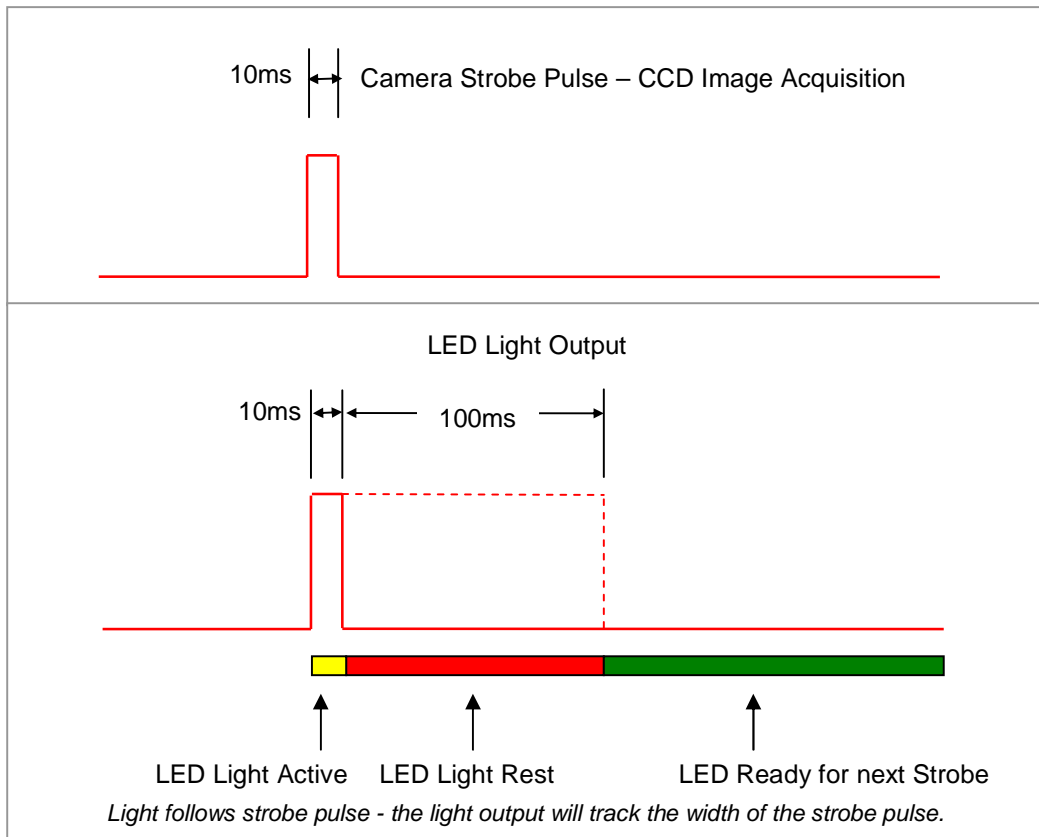 10ms
Camera Strobe Pulse – CCD Image Acquisition
LED Light Output
10ms
100ms
LED Light Active
LED Light Rest
LED Ready for next Strobe
Light follows strobe pulse - the light output will track the width of the strobe pulse.